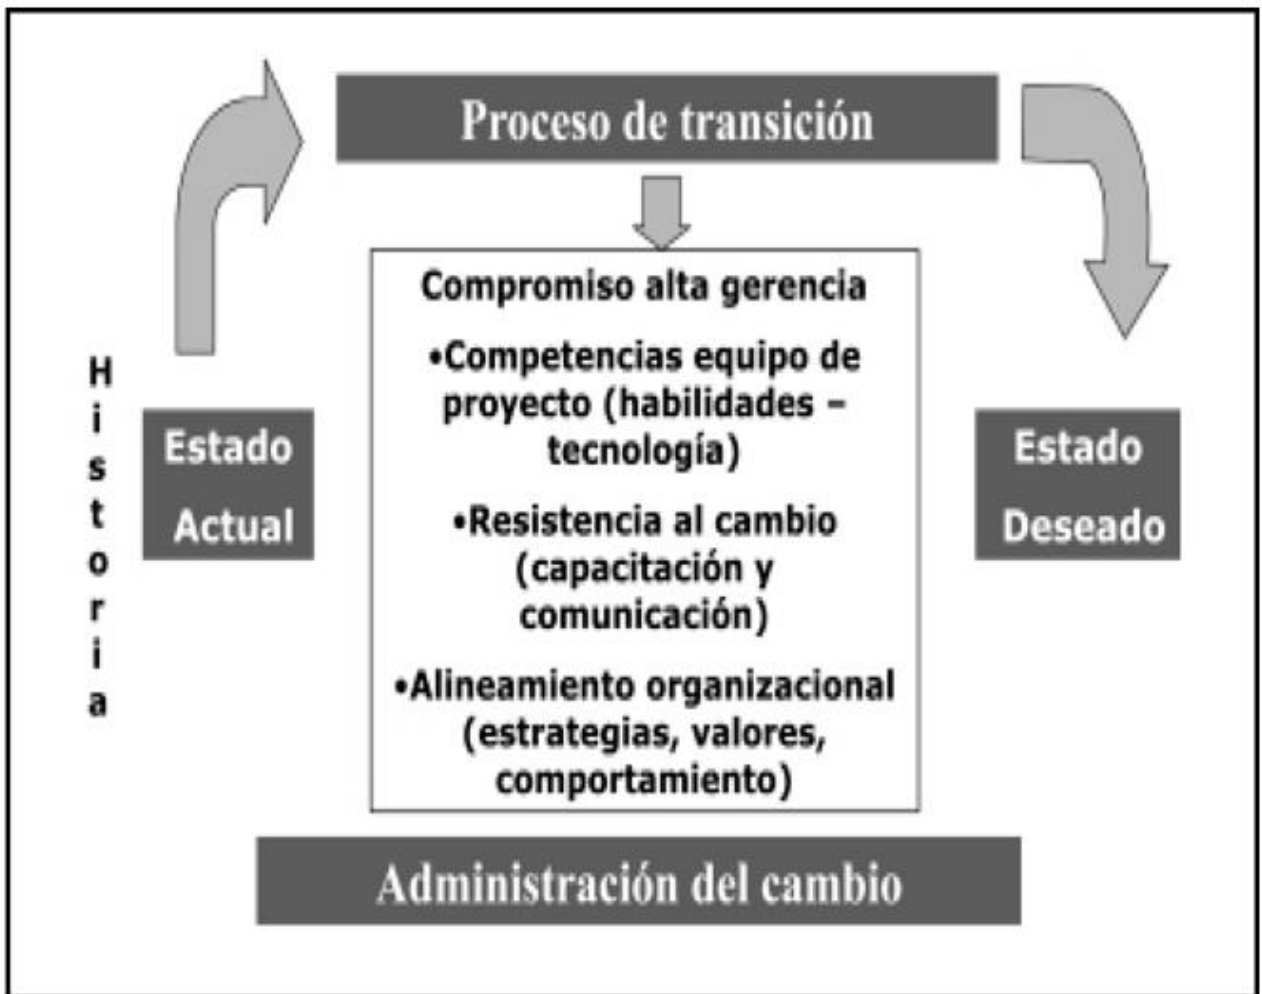 Proceso de transición
Compromiso alta gerencia
•Competencias equipo de
proyecto (habilidades –
tecnología)
•Resistencia al cambio
(capacitación y
comunicación)
•Alineamiento organizacional
(estrategias, valores,
comportamiento)
Historia
Estado
Actual
Estado
Deseado
Administración del cambio